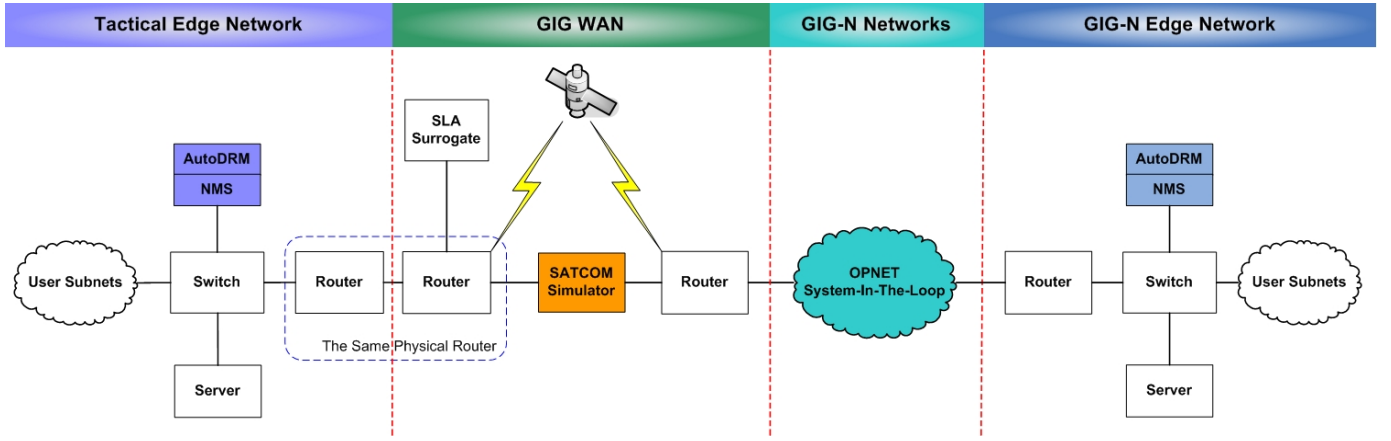 Tactical Edge Network
GIG WAN
GIG-N Networks
GIG-N Edge Network
SLA
Surrogate
AutoDRM
NMS
AutoDRM
NMS
User Subnets
Switch
Router
Router
SATCOM
Simulator
Router
OPNET
System-In-The-Loop
Router
Switch
User Subnets
The Same Physical Router
Server
Server